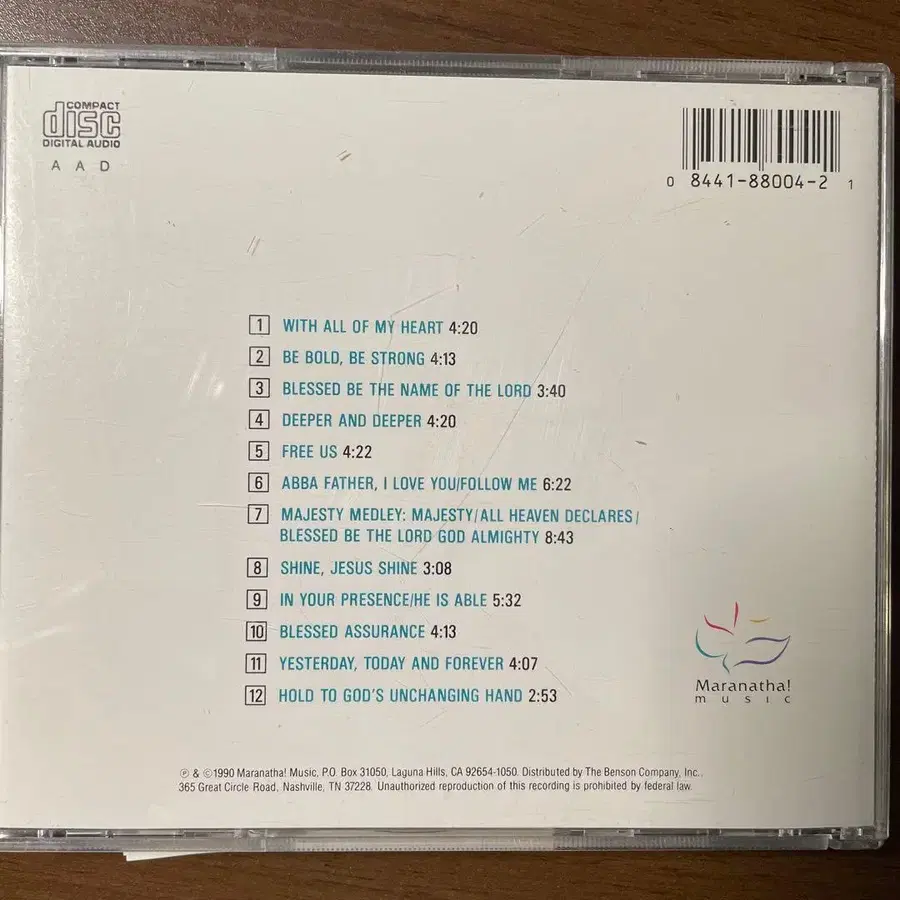 COMPACT
disc
DIGITAL AUDIO
A A D
0 8441-88004-2 1
1 WITH ALL OF MY HEART 4:20
2 BE BOLD, BE STRONG 4:13
3 BLESSED BE THE NAME OF THE LORD 3:40
4 DEEPER AND DEEPER 4:20
5 FREE US 4:22
6 ABBA FATHER, I LOVE YOU/FOLLOW ME 6:22
7 MAJESTY MEDLEY: MAJESTY/ALL HEAVEN DECLARES/
BLESSED BE THE LORD GOD ALMIGHTY 8:43
8 SHINE, JESUS SHINE 3:08
9 IN YOUR PRESENCE/HE IS ABLE 5:32
10 BLESSED ASSURANCE 4:13
11 YESTERDAY, TODAY AND FOREVER 4:07
12 HOLD TO GOD'S UNCHANGING HAND 2:53
Maranatha!
music
℗ & ©1990 Maranatha! Music, P.O. Box 31050, Laguna Hills, CA 92654-1050. Distributed by The Benson Company, Inc.,
365 Great Circle Road, Nashville, TN 37228. Unauthorized reproduction of this recording is prohibited by federal law.